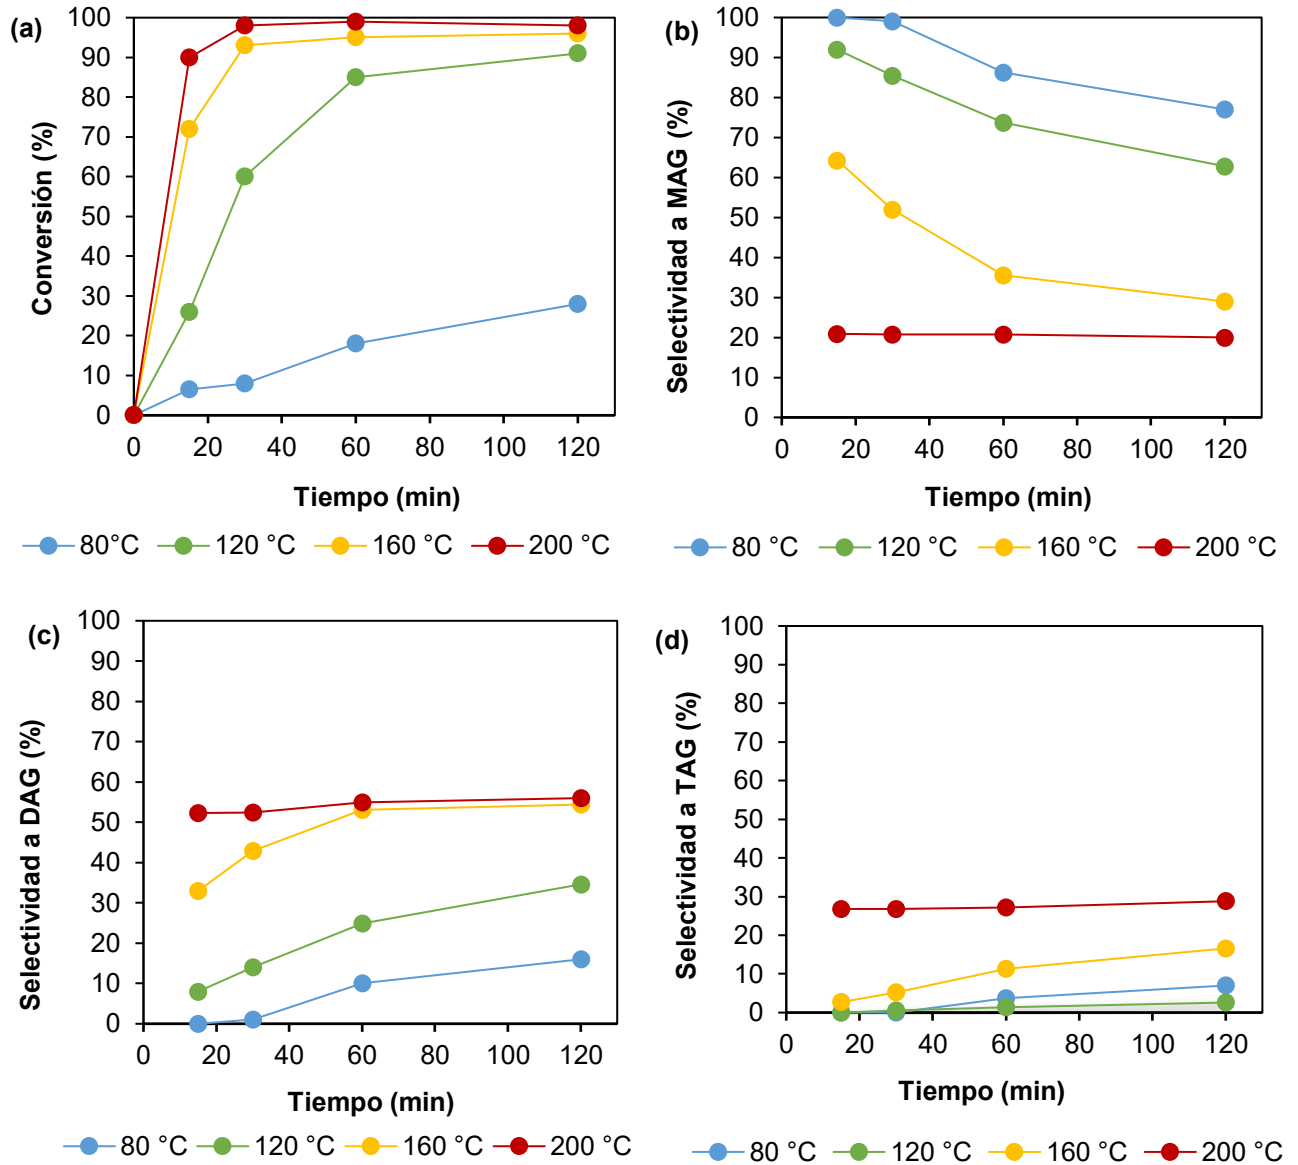 (a)
Conversión (%)
100
90
80
70
60
50
40
30
20
10
0
0 20 40 60 80 100 120
Tiempo (min)
80°C 120 °C 160 °C 200 °C
(b)
Selectividad a MAG (%)
100
90
80
70
60
50
40
30
20
10
0
0 20 40 60 80 100 120
Tiempo (min)
80 °C 120 °C 160 °C 200 °C
(c)
Selectividad a DAG (%)
100
90
80
70
60
50
40
30
20
10
0
0 20 40 60 80 100 120
Tiempo (min)
80 °C 120 °C 160 °C 200 °C
(d)
Selectividad a TAG (%)
100
90
80
70
60
50
40
30
20
10
0
0 20 40 60 80 100 120
Tiempo (min)
80 °C 120 °C 160 °C 200 °C